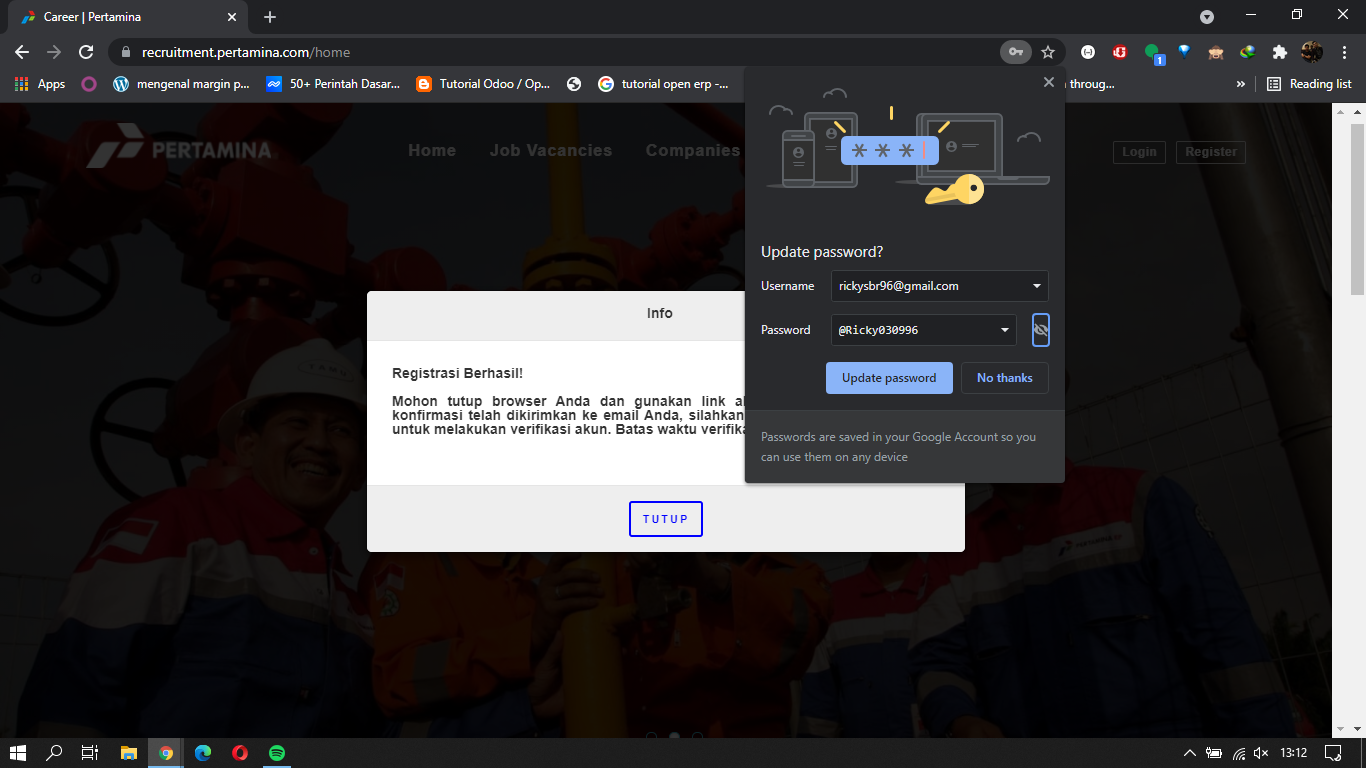 Career | Pertamina
recruitment.pertamina.com/home
Apps
mengenal margin p...
50+ Perintah Dasar...
Tutorial Odoo / Op...
tutorial open erp -...
throug...
»
Reading list
1
PERTAMINA
Home
Job Vacancies
Companies
Login
Register
Update password?
Username
rickysbr96@gmail.com
Password
@Ricky030996
Update password
No thanks
Passwords are saved in your Google Account so you
can use them on any device
Info
Registrasi Berhasil!
Mohon tutup browser Anda dan gunakan link
konfirmasi telah dikirimkan ke email Anda, silahkan
untuk melakukan verifikasi akun. Batas waktu
TUTUP
13:12